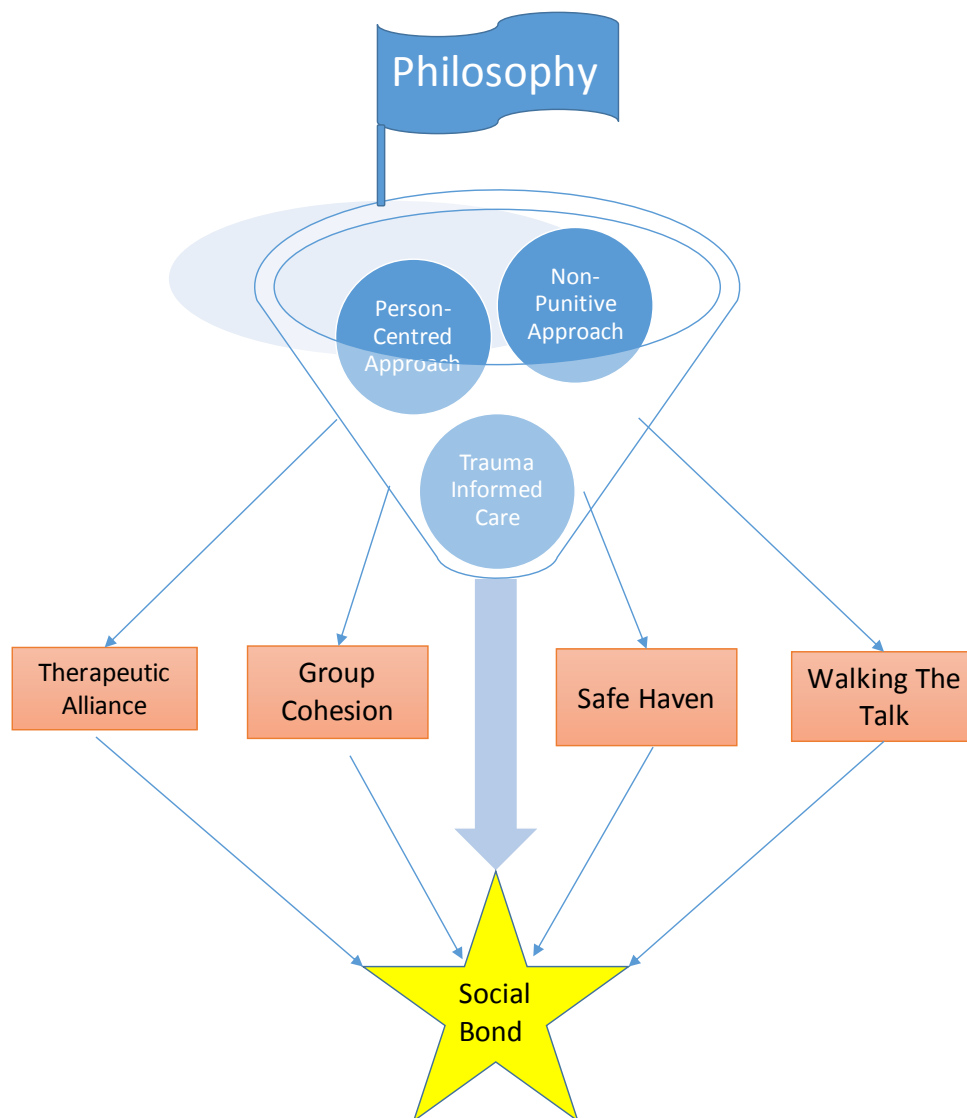 Philosophy
Non-
Punitive
Approach
Person-
Centred
Approach
Trauma
Informed
Care
Therapeutic
Alliance
Group
Cohesion
Safe Haven
Walking The
Talk
Social
Bond